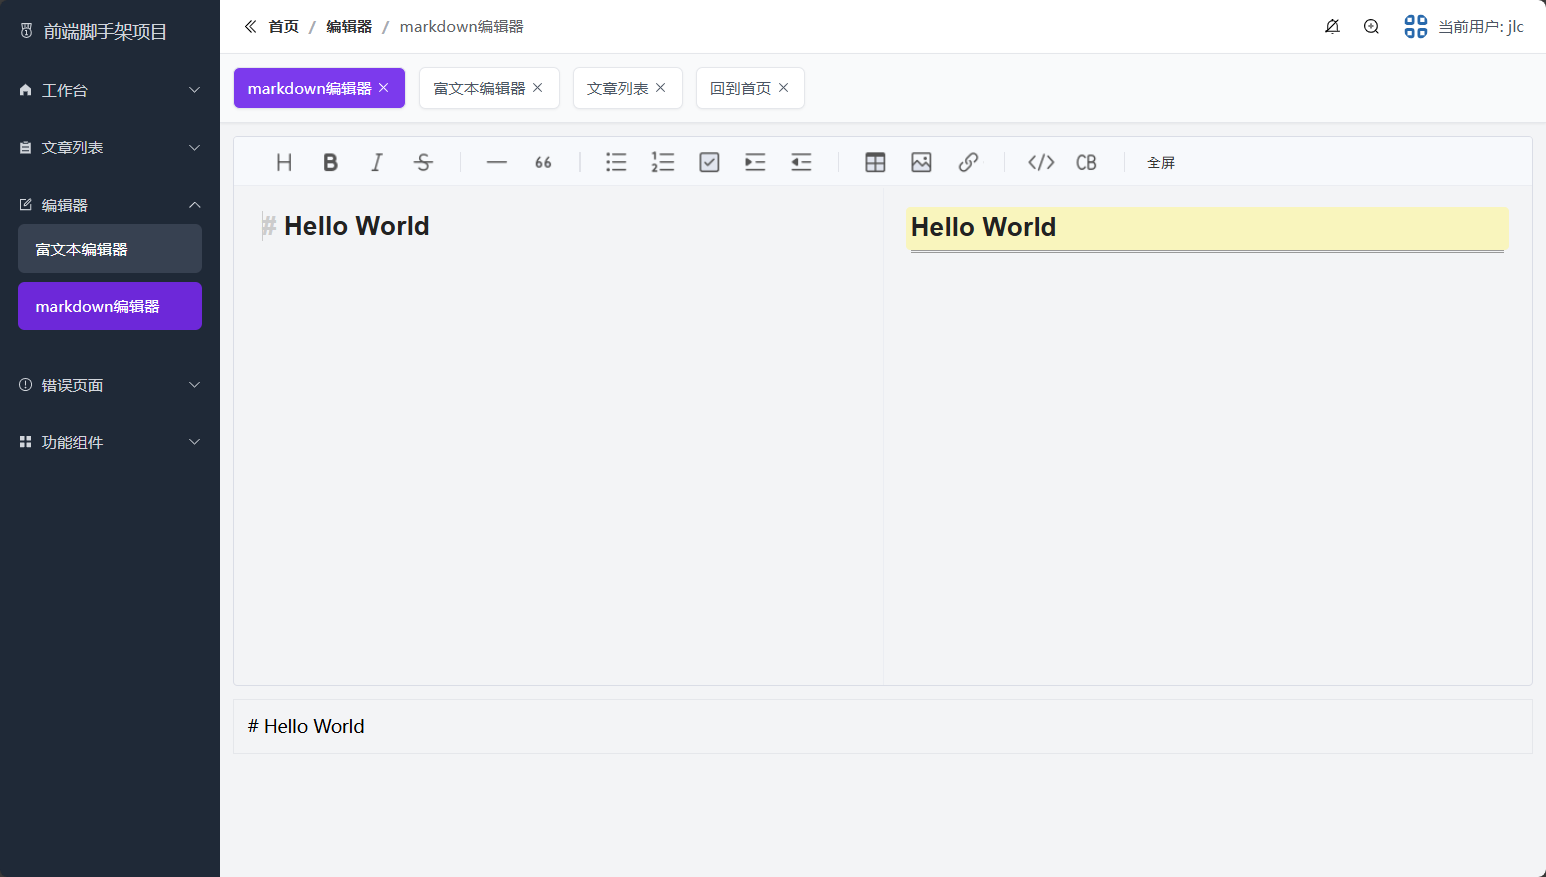 前端脚手架项目
工作台
文章列表
编辑器
富文本编辑器
markdown编辑器
错误页面
功能组件
首页 / 编辑器 / markdown编辑器
当前用户: jlc
markdown编辑器 富文本编辑器 文章列表 回到首页
H B I S 66 CB 全屏
# Hello World
Hello World
# Hello World